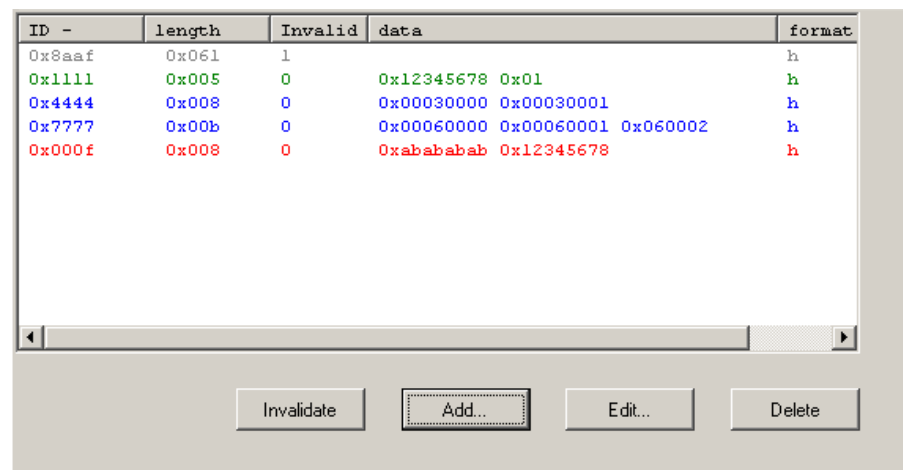 ID - length Invalid data format
0x8aaf 0x061 1 h
0x1111 0x005 0 0x12345678 0x01 h
0x4444 0x008 0 0x00030000 0x00030001 h
0x7777 0x00b 0 0x00060000 0x00060001 0x060002 h
0x000f 0x008 0 0xabababab 0x12345678 h
Invalidate Add... Edit... Delete